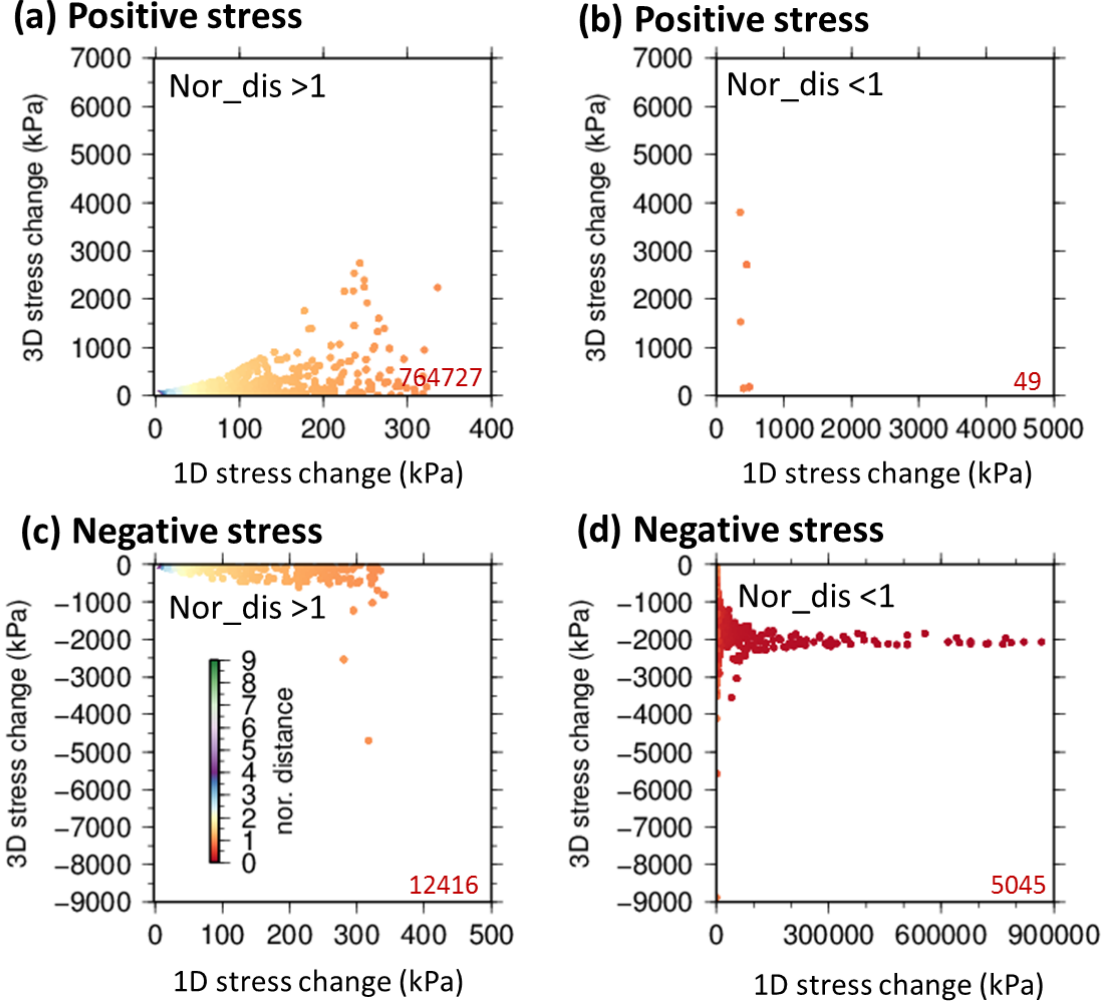 (a) Positive stress
7000
6000
5000
4000
3000
2000
1000
0
3D stress change (kPa)
Nor_dis >1
764727
0 100 200 300 400
1D stress change (kPa)
(b) Positive stress
7000
6000
5000
4000
3000
2000
1000
0
3D stress change (kPa)
Nor_dis <1
49
0 1000 2000 3000 4000 5000
1D stress change (kPa)
(c) Negative stress
0
−1000
−2000
−3000
−4000
−5000
−6000
−7000
−8000
−9000
3D stress change (kPa)
Nor_dis >1
9
8
7
6
5
4
3
2
1
0
nor. distance
12416
0 100 200 300 400 500
1D stress change (kPa)
(d) Negative stress
0
−1000
−2000
−3000
−4000
−5000
−6000
−7000
−8000
−9000
3D stress change (kPa)
Nor_dis <1
5045
0 300000 600000 900000
1D stress change (kPa)